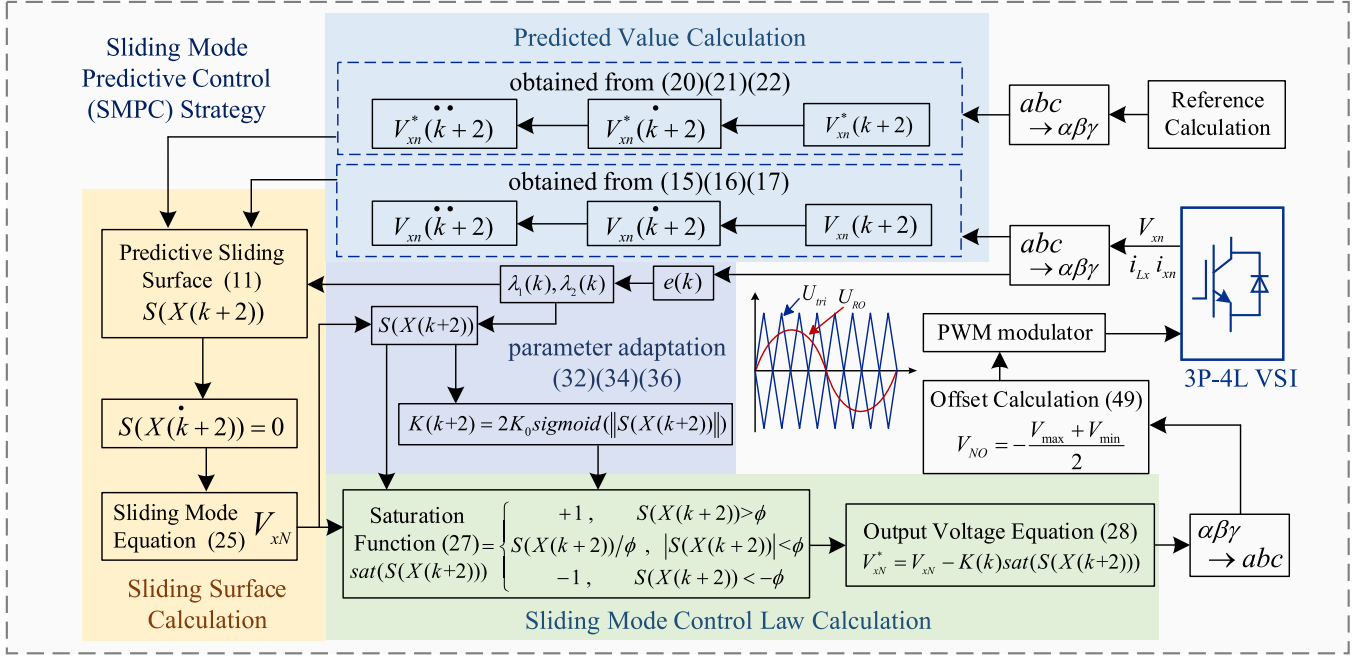 Sliding Mode
Predictive Control
(SMPC) Strategy
Predicted Value Calculation
obtained from (20)(21)(22)
V̈*xn(k+2)
V̇*xn(k+2)
V*xn(k+2)
abc
→αβγ
Reference
Calculation
obtained from (15)(16)(17)
V̈xn(k+2)
V̇xn(k+2)
Vxn(k+2)
abc
→αβγ
Vxn
iLx ixn
3P-4L VSI
Predictive Sliding
Surface (11)
S(X(k+2))
λ1(k),λ2(k)
e(k)
S(X(k+2))
parameter adaptation
(32)(34)(36)
K(k+2)=2K0sigmoid(‖S(X(k+2))‖)
Utri
URO
PWM modulator
Offset Calculation (49)
VNO=−(Vmax+Vmin)/2
Ṡ(X(k+2))=0
Sliding Mode
Equation (25) VxN
Sliding Surface
Calculation
Saturation
Function (27)=
sat(S(X(k+2)))
+1, S(X(k+2))>ϕ
S(X(k+2))/ϕ, |S(X(k+2))|<ϕ
−1, S(X(k+2))<−ϕ
Output Voltage Equation (28)
V*xN=VxN−K(k)sat(S(X(k+2)))
αβγ
→abc
Sliding Mode Control Law Calculation